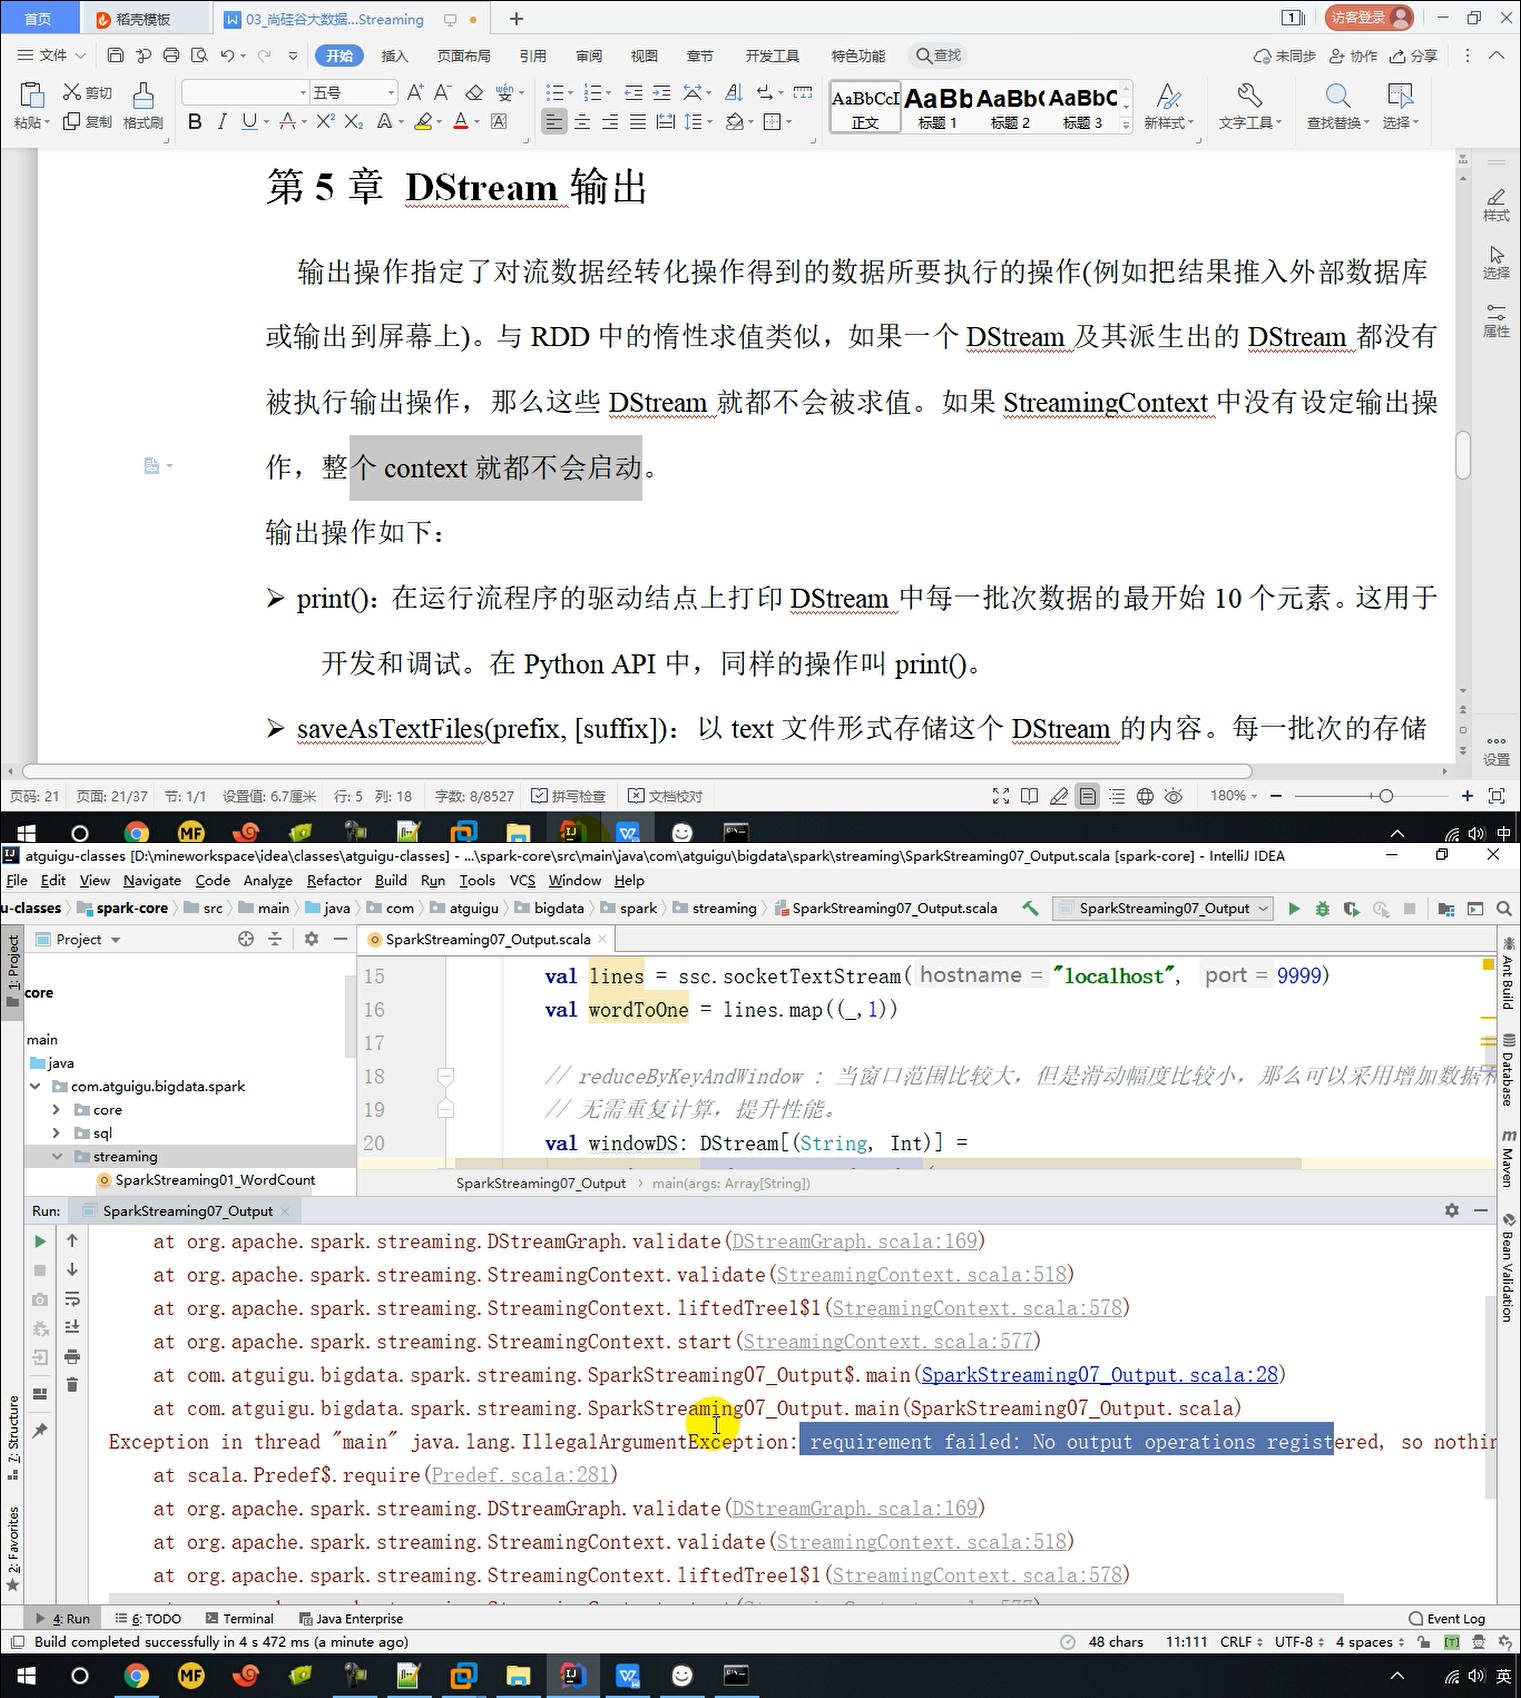 首页 稻壳模板 03_尚硅谷大数据...Streaming + 1 访客登录
文件 开始 插入 页面布局 引用 审阅 视图 章节 开发工具 特色功能 查找 未同步 协作 分享
粘贴 剪切 复制 格式刷 五号 AaBbCcD 正文 AaBb 标题 1 AaBb( 标题 2 AaBbC 标题 3 新样式 文字工具 查找替换 选择
第 5 章 DStream 输出
输出操作指定了对流数据经转化操作得到的数据所要执行的操作(例如把结果推入外部数据库
或输出到屏幕上)。与 RDD 中的惰性求值类似，如果一个 DStream 及其派生出的 DStream 都没有
被执行输出操作，那么这些 DStream 就都不会被求值。如果 StreamingContext 中没有设定输出操
作，整个 context 就都不会启动。
输出操作如下：
➢ print()：在运行流程序的驱动结点上打印 DStream 中每一批次数据的最开始 10 个元素。这用于
开发和调试。在 Python API 中，同样的操作叫 print()。
➢ saveAsTextFiles(prefix, [suffix])：以 text 文件形式存储这个 DStream 的内容。每一批次的存储
样式
选择
属性
设置
页码: 21 页面: 21/37 节: 1/1 设置值: 6.7厘米 行: 5 列: 18 字数: 8/8527 拼写检查 文档校对 180%
中
atguigu-classes [D:\mineworkspace\idea\classes\atguigu-classes] - ...\spark-core\src\main\java\com\atguigu\bigdata\spark\streaming\SparkStreaming07_Output.scala [spark-core] - IntelliJ IDEA
File Edit View Navigate Code Analyze Refactor Build Run Tools VCS Window Help
u-classes spark-core src main java com atguigu bigdata spark streaming SparkStreaming07_Output.scala SparkStreaming07_Output
Project SparkStreaming07_Output.scala
1: Project
core
main
java
com.atguigu.bigdata.spark
core
sql
streaming
SparkStreaming01_WordCount
15 val lines = ssc.socketTextStream( hostname = "localhost", port = 9999)
16 val wordToOne = lines.map((_,1))
17
18 // reduceByKeyAndWindow : 当窗口范围比较大，但是滑动幅度比较小，那么可以采用增加数据和
19 // 无需重复计算，提升性能。
20 val windowDS: DStream[(String, Int)] =
SparkStreaming07_Output main(args: Array[String])
Ant Build
Database
Maven
Bean Validation
Run: SparkStreaming07_Output
at org.apache.spark.streaming.DStreamGraph.validate(DStreamGraph.scala:169)
at org.apache.spark.streaming.StreamingContext.validate(StreamingContext.scala:518)
at org.apache.spark.streaming.StreamingContext.liftedTree1$1(StreamingContext.scala:578)
at org.apache.spark.streaming.StreamingContext.start(StreamingContext.scala:577)
at com.atguigu.bigdata.spark.streaming.SparkStreaming07_Output$.main(SparkStreaming07_Output.scala:28)
at com.atguigu.bigdata.spark.streaming.SparkStreaming07_Output.main(SparkStreaming07_Output.scala)
Exception in thread "main" java.lang.IllegalArgumentException: requirement failed: No output operations registered, so nothin
at scala.Predef$.require(Predef.scala:281)
at org.apache.spark.streaming.DStreamGraph.validate(DStreamGraph.scala:169)
at org.apache.spark.streaming.StreamingContext.validate(StreamingContext.scala:518)
at org.apache.spark.streaming.StreamingContext.liftedTree1$1(StreamingContext.scala:578)
7: Structure
2: Favorites
4: Run 6: TODO Terminal Java Enterprise Event Log
Build completed successfully in 4 s 472 ms (a minute ago) 48 chars 11:111 CRLF UTF-8 4 spaces
英